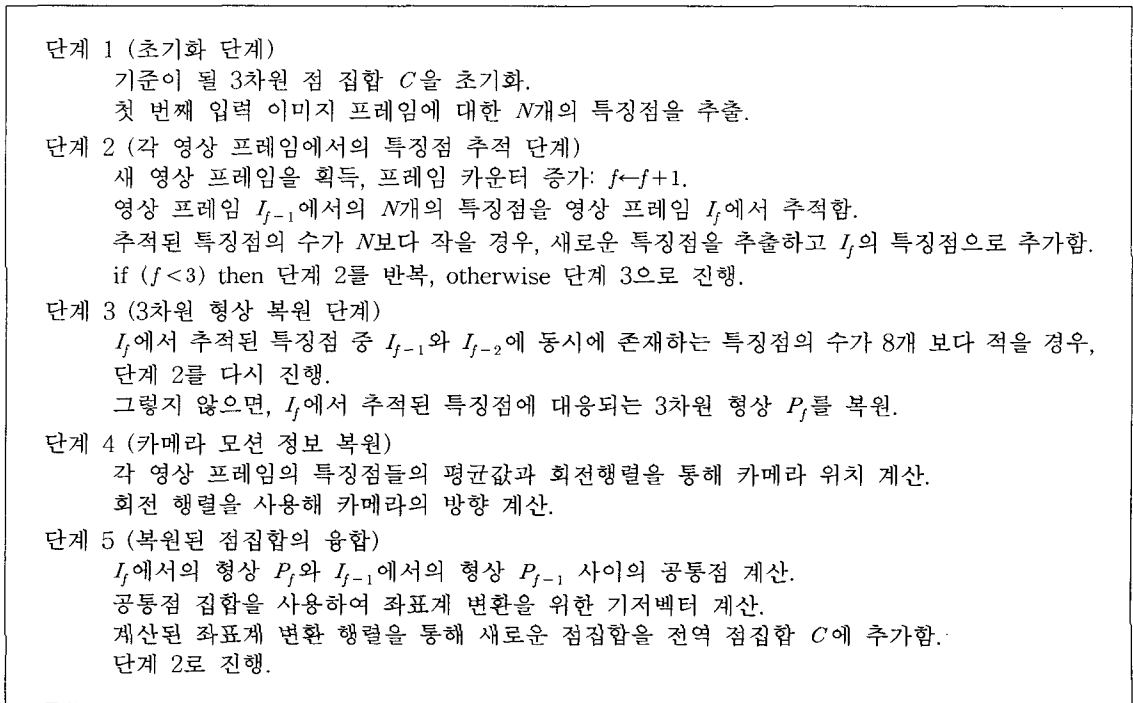 단계 1 (초기화 단계)
기준이 될 3차원 점 집합 C을 초기화.
첫 번째 입력 이미지 프레임에 대한 N개의 특징점을 추출.
단계 2 (각 영상 프레임에서의 특징점 추적 단계)
새 영상 프레임을 획득, 프레임 카운터 증가: f←f+1.
영상 프레임 I_{f-1}에서의 N개의 특징점을 영상 프레임 I_f에서 추적함.
추적된 특징점의 수가 N보다 작을 경우, 새로운 특징점을 추출하고 I_f의 특징점으로 추가함.
if (f<3) then 단계 2를 반복, otherwise 단계 3으로 진행.
단계 3 (3차원 형상 복원 단계)
I_f에서 추적된 특징점 중 I_{f-1}와 I_{f-2}에 동시에 존재하는 특징점의 수가 8개 보다 적을 경우,
단계 2를 다시 진행.
그렇지 않으면, I_f에서 추적된 특징점에 대응되는 3차원 형상 P_f를 복원.
단계 4 (카메라 모션 정보 복원)
각 영상 프레임의 특징점들의 평균값과 회전행렬을 통해 카메라 위치 계산.
회전 행렬을 사용해 카메라의 방향 계산.
단계 5 (복원된 점집합의 융합)
I_f에서의 형상 P_f와 I_{f-1}에서의 형상 P_{f-1} 사이의 공통점 계산.
공통점 집합을 사용하여 좌표계 변환을 위한 기저벡터 계산.
계산된 좌표계 변환 행렬을 통해 새로운 점집합을 전역 점집합 C에 추가함.
단계 2로 진행.